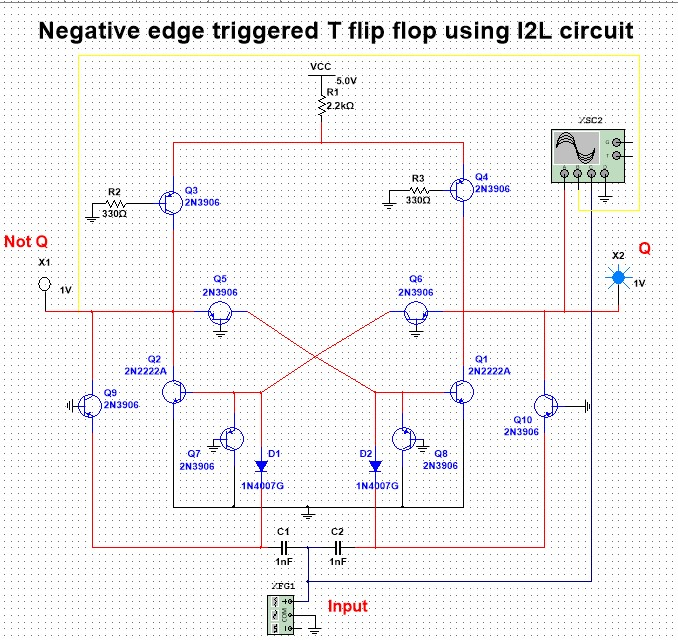 Negative edge triggered T flip flop using I2L circuit
VCC
5.0V
R1
2.2kΩ
XSC2
G
T
A B C D
R2
330Ω
Q3
2N3906
R3
330Ω
Q4
2N3906
Not Q
X1
1V
Q
X2
1V
Q5
2N3906
Q6
2N3906
Q2
2N2222A
Q1
2N2222A
Q9
2N3906
Q10
2N3906
Q7
2N3906
D1
1N4007G
D2
1N4007G
Q8
2N3906
C1
1nF
C2
1nF
XFG1
COM
Input